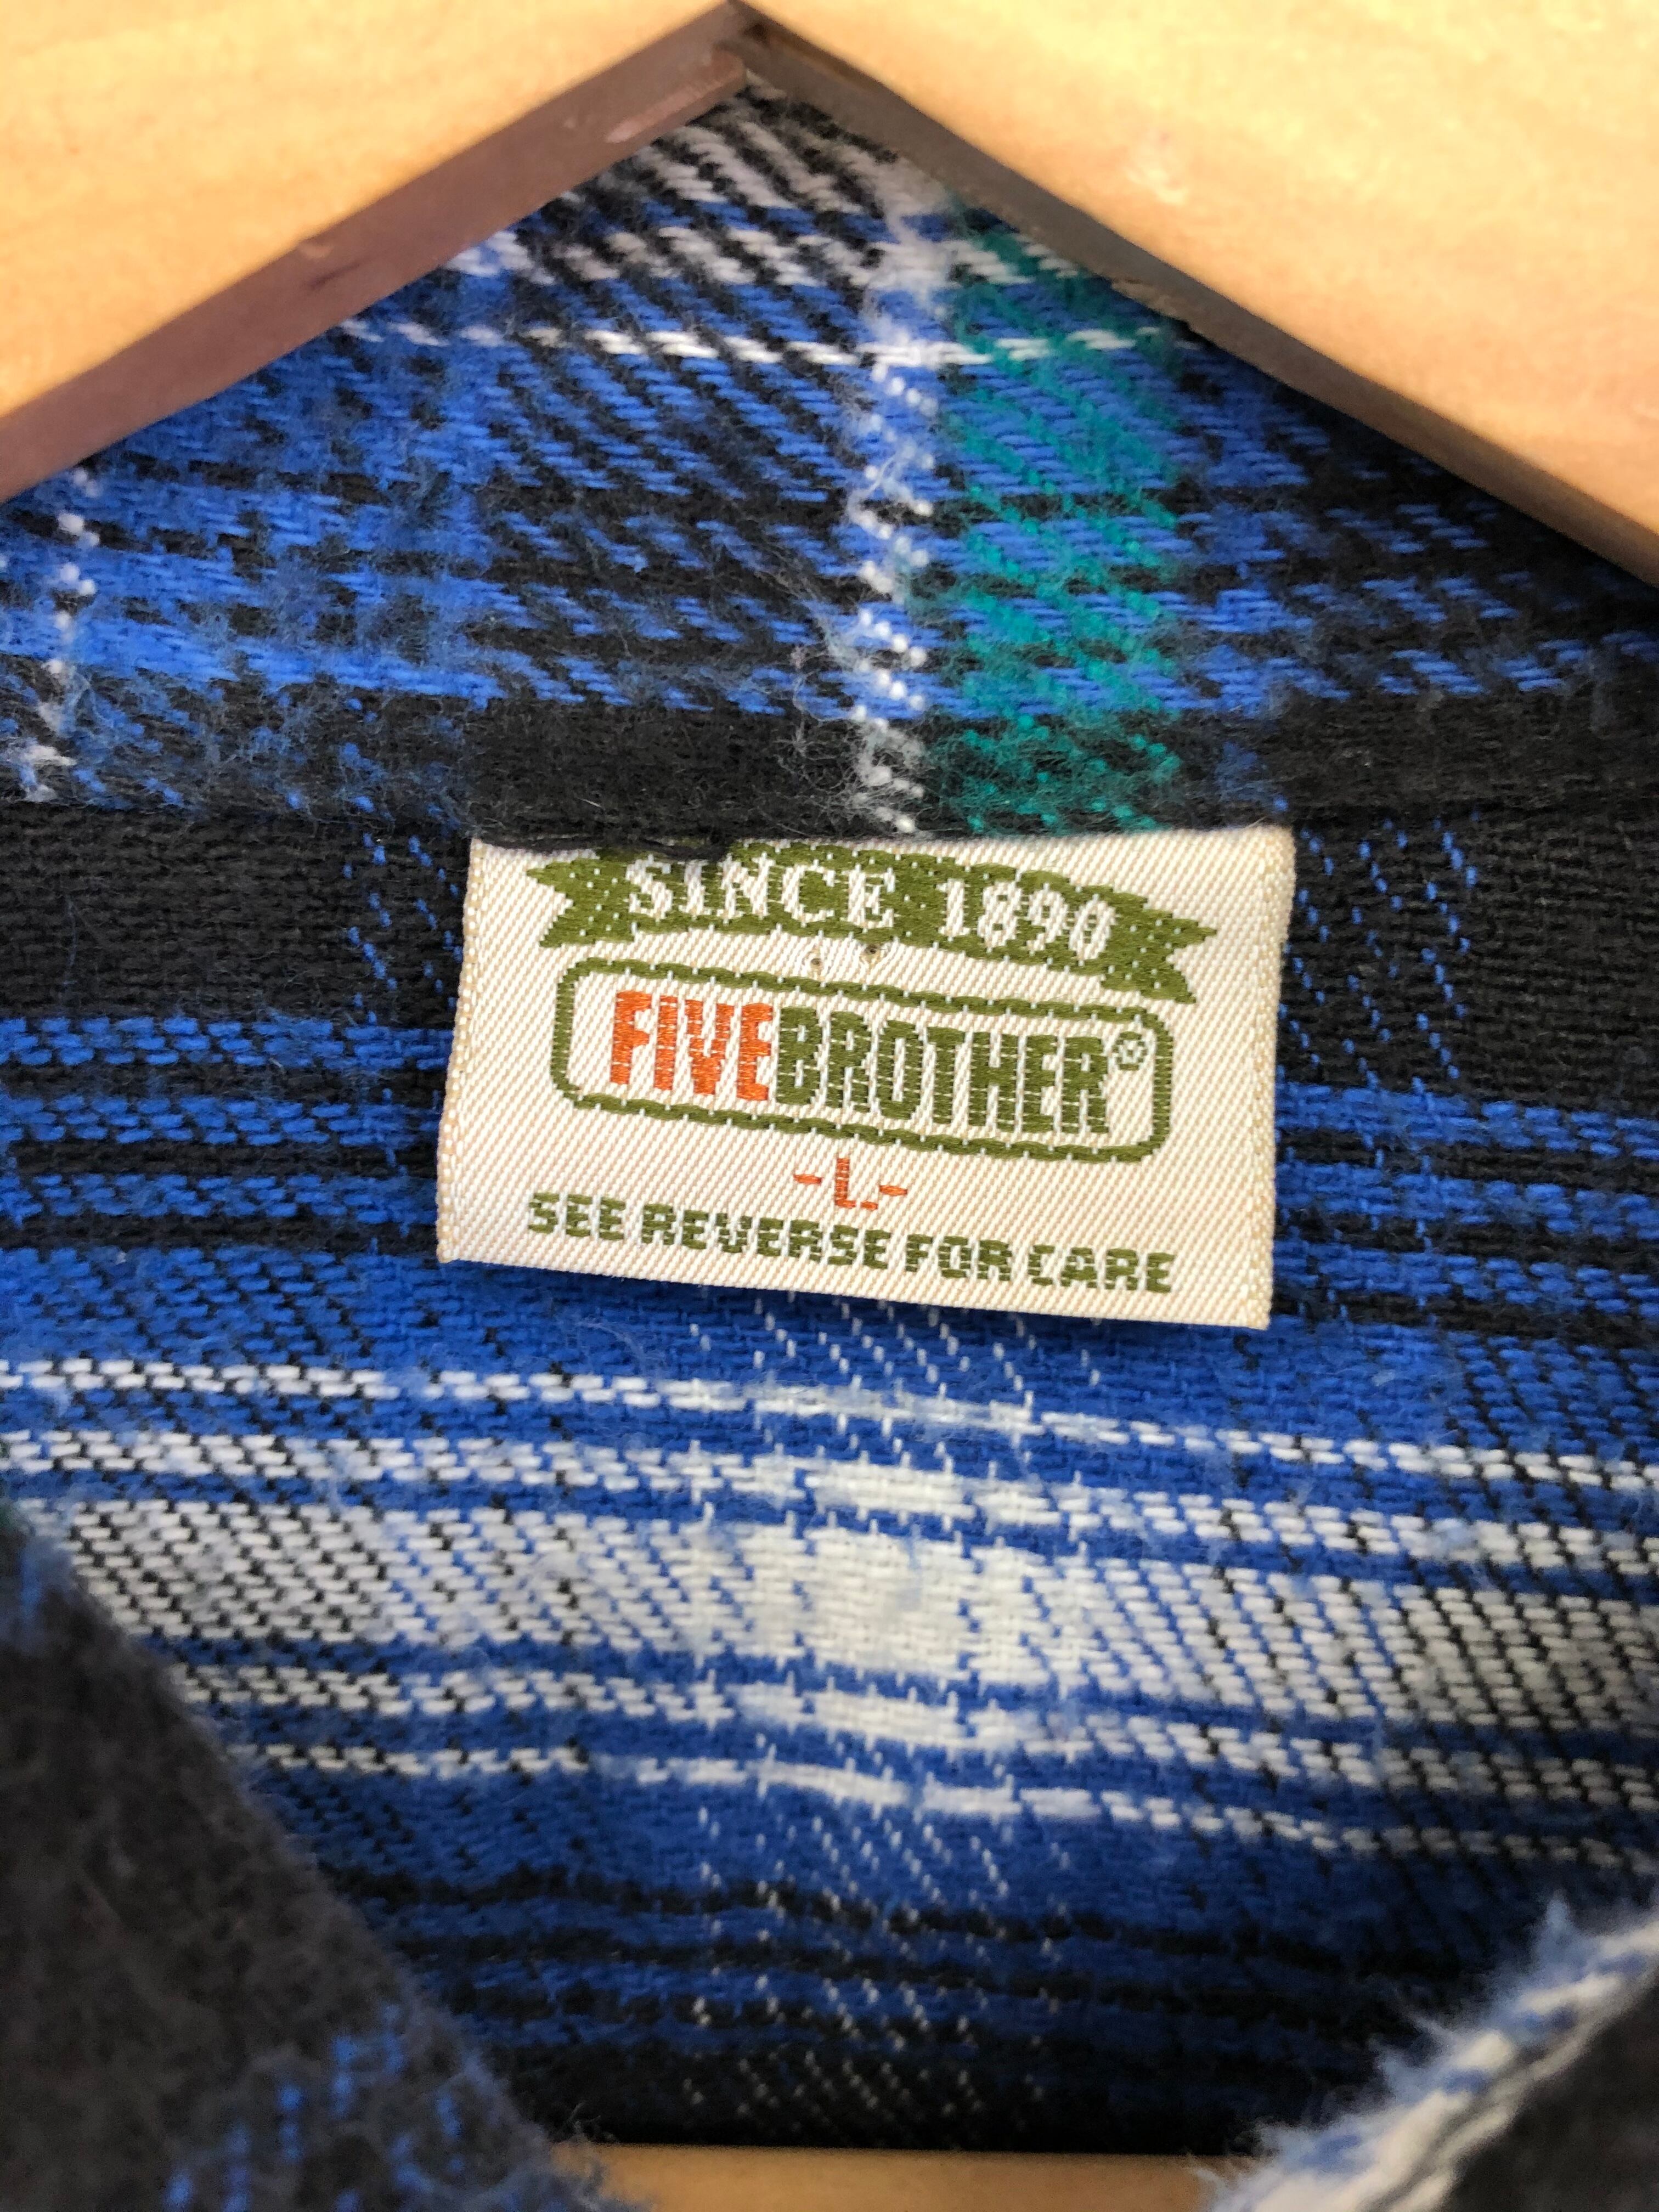 SINCE 1890
FIVEBROTHER®
-L-
SEE REVERSE FOR CARE